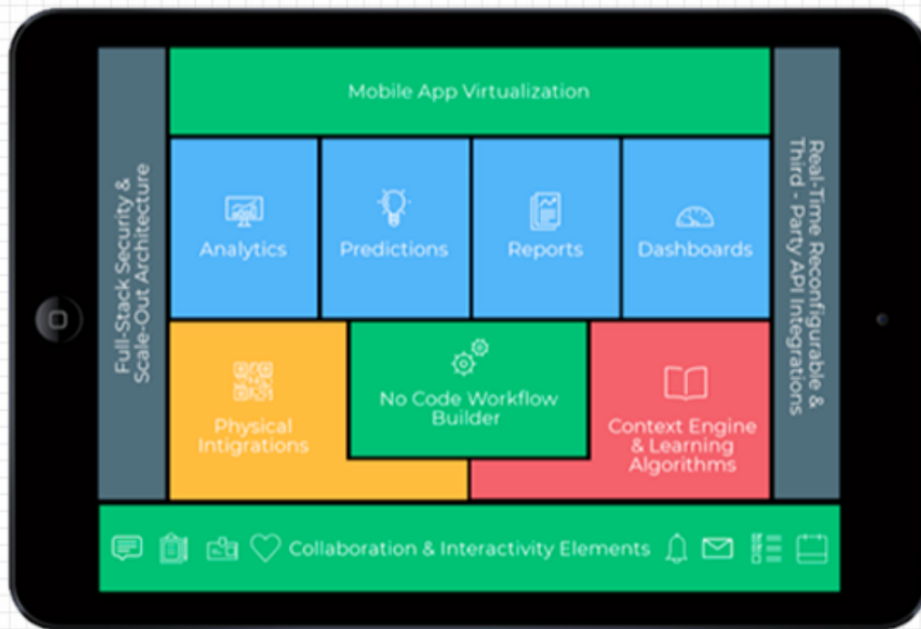 Mobile App Virtualization
Full-Stack Security &
Scale-Out Architecture
Analytics
Predictions
Reports
Dashboards
Real-Time Reconfigurable &
Third - Party API Integrations
Physical
Intigrations
No Code Workflow
Builder
Context Engine
& Learning
Algorithms
Collaboration & Interactivity Elements